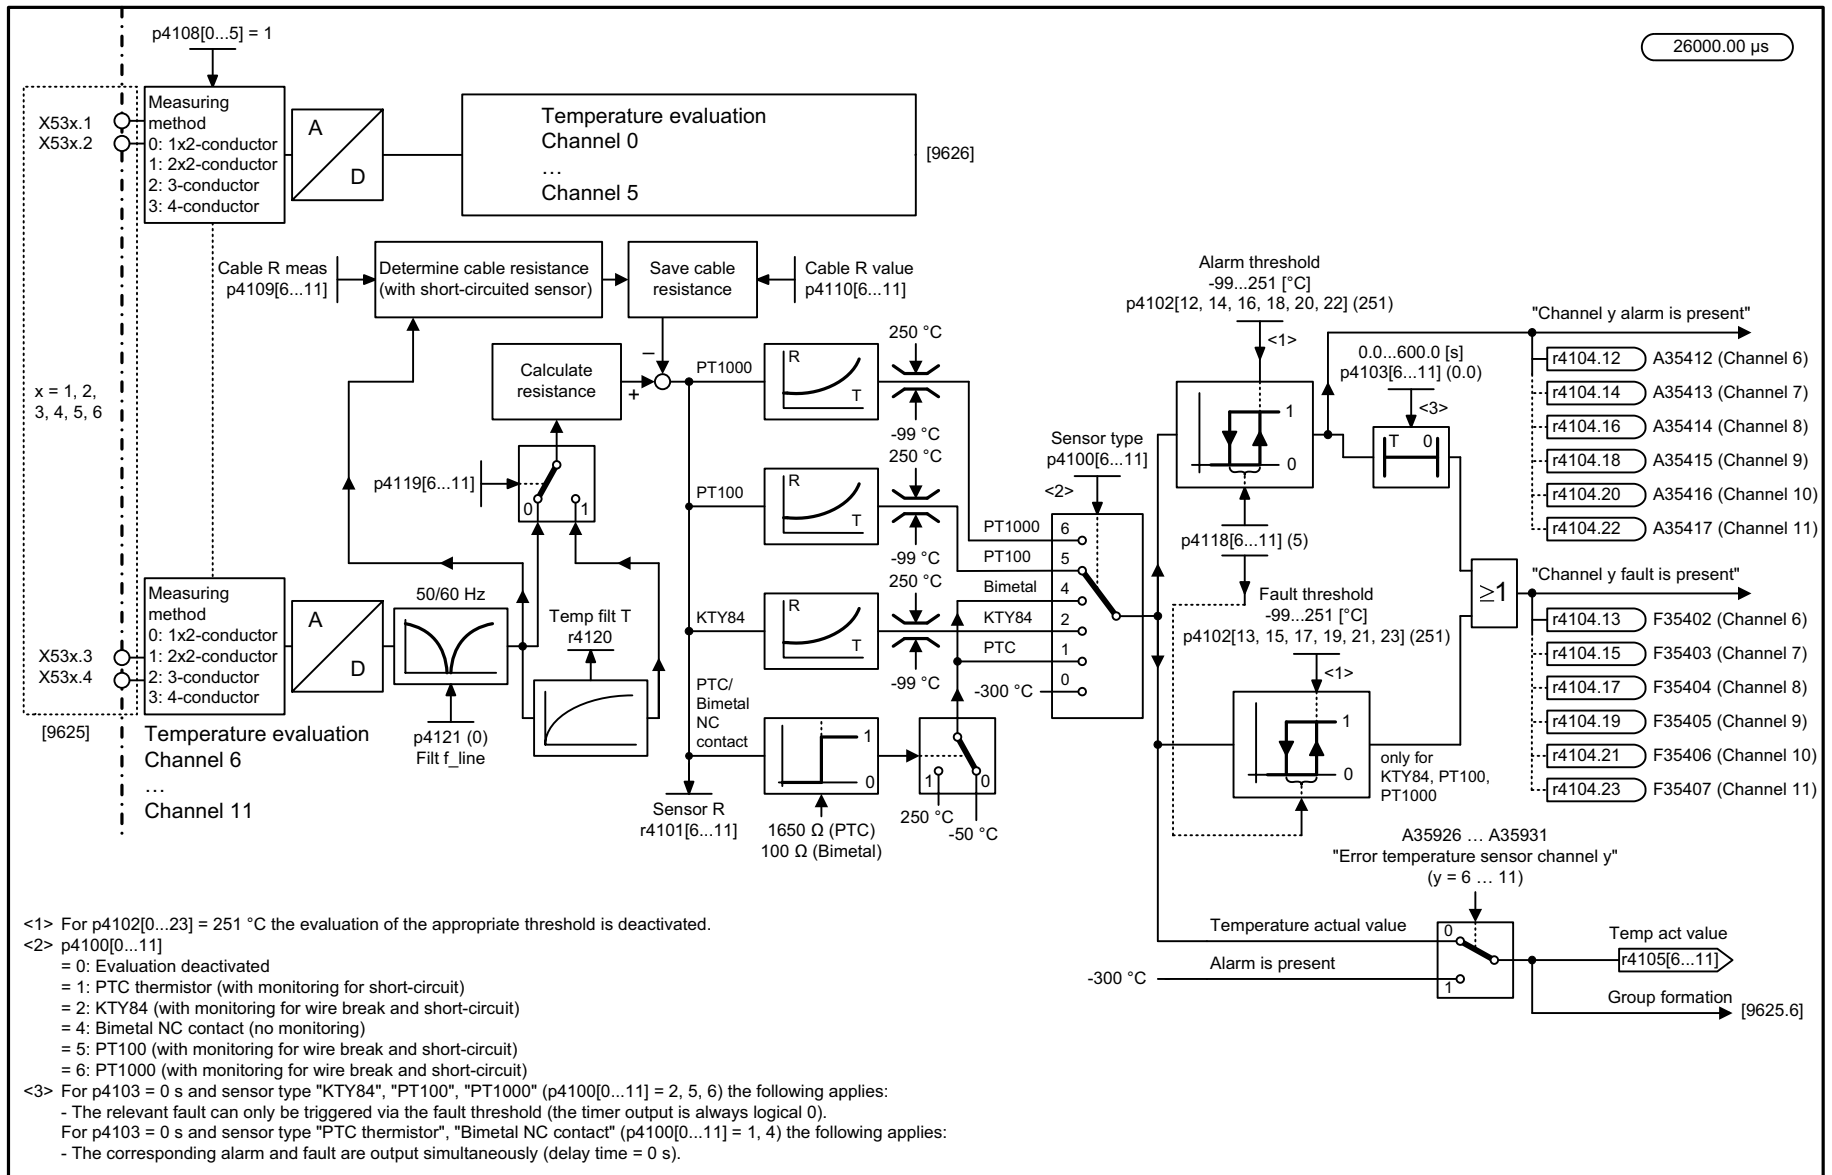 p4108[0...5] = 1
26000.00 µs
X53x.1
X53x.2
Measuring
method
0: 1x2-conductor
1: 2x2-conductor
2: 3-conductor
3: 4-conductor
A
D
Temperature evaluation
Channel 0
...
Channel 5
[9626]
Cable R meas
p4109[6...11]
Determine cable resistance
(with short-circuited sensor)
Save cable
resistance
Cable R value
p4110[6...11]
x = 1, 2,
3, 4, 5, 6
Calculate
resistance
–
+
p4119[6...11]
0
1
PT1000
R
T
250 °C
-99 °C
PT100
R
T
250 °C
-99 °C
KTY84
R
T
250 °C
-99 °C
PTC/
Bimetal
NC
contact
1
0
1650 Ω (PTC)
100 Ω (Bimetal)
1
0
250 °C
-50 °C
Sensor R
r4101[6...11]
Measuring
method
0: 1x2-conductor
1: 2x2-conductor
2: 3-conductor
3: 4-conductor
X53x.3
X53x.4
[9625]
A
D
50/60 Hz
p4121 (0)
Filt f_line
Temp filt T
r4120
Temperature evaluation
Channel 6
...
Channel 11
Sensor type
p4100[6...11]
<2>
PT1000
6
PT100
5
Bimetal
4
KTY84
2
PTC
1
-300 °C
0
Alarm threshold
-99...251 [°C]
p4102[12, 14, 16, 18, 20, 22] (251)
<1>
1
0
p4118[6...11] (5)
0.0...600.0 [s]
p4103[6...11] (0.0)
<3>
T
0
Fault threshold
-99...251 [°C]
p4102[13, 15, 17, 19, 21, 23] (251)
<1>
1
0
only for
KTY84, PT100,
PT1000
≥1
"Channel y alarm is present"
r4104.12 A35412 (Channel 6)
r4104.14 A35413 (Channel 7)
r4104.16 A35414 (Channel 8)
r4104.18 A35415 (Channel 9)
r4104.20 A35416 (Channel 10)
r4104.22 A35417 (Channel 11)
"Channel y fault is present"
r4104.13 F35402 (Channel 6)
r4104.15 F35403 (Channel 7)
r4104.17 F35404 (Channel 8)
r4104.19 F35405 (Channel 9)
r4104.21 F35406 (Channel 10)
r4104.23 F35407 (Channel 11)
A35926 ... A35931
"Error temperature sensor channel y"
(y = 6 ... 11)
Temperature actual value
0
Alarm is present
-300 °C
1
Temp act value
r4105[6...11]
Group formation
[9625.6]
<1> For p4102[0...23] = 251 °C the evaluation of the appropriate threshold is deactivated.
<2> p4100[0...11]
= 0: Evaluation deactivated
= 1: PTC thermistor (with monitoring for short-circuit)
= 2: KTY84 (with monitoring for wire break and short-circuit)
= 4: Bimetal NC contact (no monitoring)
= 5: PT100 (with monitoring for wire break and short-circuit)
= 6: PT1000 (with monitoring for wire break and short-circuit)
<3> For p4103 = 0 s and sensor type "KTY84", "PT100", "PT1000" (p4100[0...11] = 2, 5, 6) the following applies:
- The relevant fault can only be triggered via the fault threshold (the timer output is always logical 0).
For p4103 = 0 s and sensor type "PTC thermistor", "Bimetal NC contact" (p4100[0...11] = 1, 4) the following applies:
- The corresponding alarm and fault are output simultaneously (delay time = 0 s).